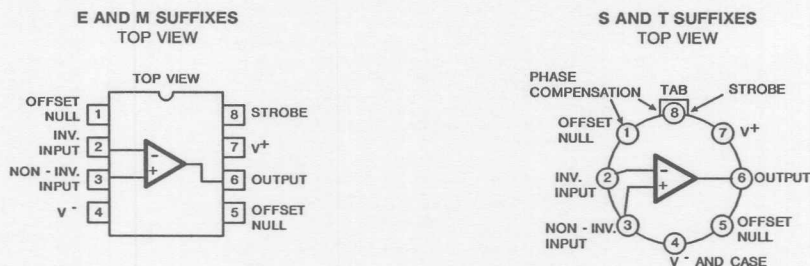 E AND M SUFFIXES
TOP VIEW
TOP VIEW
OFFSET
NULL
1
8
STROBE
INV.
INPUT
2
-
7
V+
NON - INV.
INPUT
3
+
6
OUTPUT
V -
4
5
OFFSET
NULL
S AND T SUFFIXES
TOP VIEW
PHASE
COMPENSATION
TAB
STROBE
8
OFFSET
NULL
1
7
V+
INV.
INPUT
2
-
+
6
OUTPUT
NON - INV.
INPUT
3
5
OFFSET
NULL
4
V - AND CASE